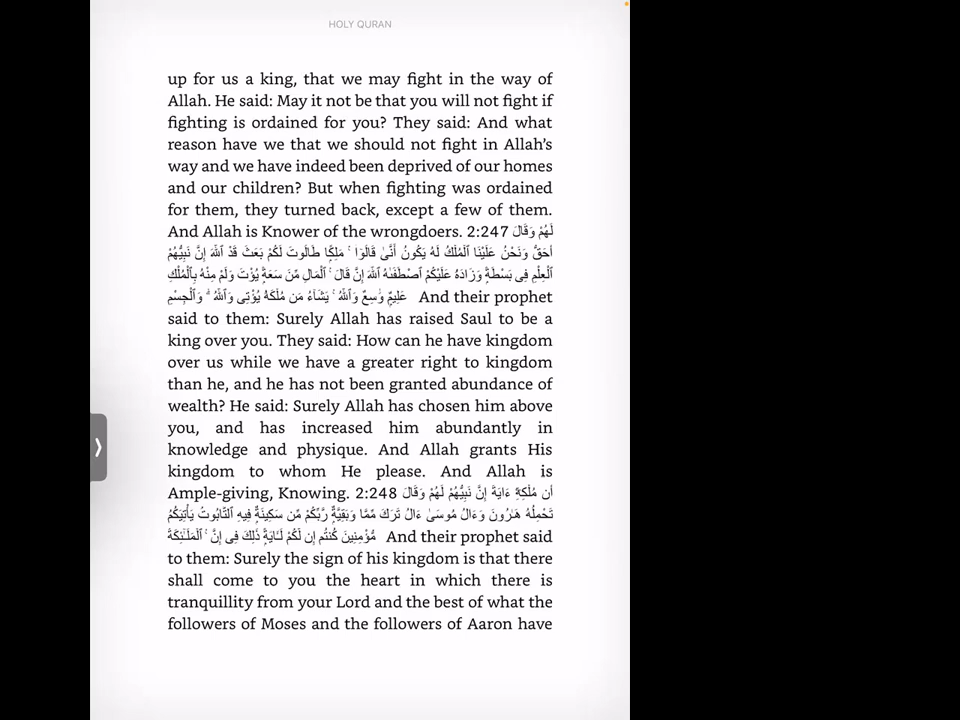 HOLY QURAN
up for us a king, that we may fight in the way of
Allah. He said: May it not be that you will not fight if
fighting is ordained for you? They said: And what
reason have we that we should not fight in Allah's
way and we have indeed been deprived of our homes
and our children? But when fighting was ordained
for them, they turned back, except a few of them.
And Allah is Knower of the wrongdoers. 2:247 لَهُمْ وَقَالَ
أَحَقُّ وَنَحْنُ عَلَيْنَا ٱلْمُلْكُ لَهُ يَكُونُ أَنَّىٰ قَالُوٓا۟ ۚ مَلِكًا طَالُوتَ لَكُمْ بَعَثَ قَدْ ٱللَّهَ إِنَّ نَبِيُّهُمْ
ٱلْعِلْمِ فِى بَسْطَةً وَزَادَهُۥ عَلَيْكُمْ ٱصْطَفَىٰهُ ٱللَّهَ إِنَّ قَالَ ۚ ٱلْمَالِ مِّنَ سَعَةً يُؤْتَ وَلَمْ مِنْهُ بِٱلْمُلْكِ
عَلِيمٌ وَٰسِعٌ وَٱللَّهُ ۚ يَشَآءُ مَن مُلْكَهُۥ يُؤْتِى وَٱللَّهُ ۖ وَٱلْجِسْمِ And their prophet
said to them: Surely Allah has raised Saul to be a
king over you. They said: How can he have kingdom
over us while we have a greater right to kingdom
than he, and he has not been granted abundance of
wealth? He said: Surely Allah has chosen him above
you, and has increased him abundantly in
knowledge and physique. And Allah grants His
kingdom to whom He please. And Allah is
Ample-giving, Knowing. 2:248 أَن مُلْكِهِۦٓ ءَايَةَ إِنَّ نَبِيُّهُمْ لَهُمْ وَقَالَ
تَحْمِلُهُ هَـٰرُونَ وَءَالُ مُوسَىٰ ءَالُ تَرَكَ مِّمَّا وَبَقِيَّةٌ رَّبِّكُمْ مِّن سَكِينَةٌ فِيهِ ٱلتَّابُوتُ يَأْتِيَكُمُ
مُّؤْمِنِينَ كُنتُم إِن لَّكُمْ لَـَٔايَةً ذَٰلِكَ فِى إِنَّ ۚ ٱلْمَلَـٰٓئِكَةُ And their prophet said
to them: Surely the sign of his kingdom is that there
shall come to you the heart in which there is
tranquillity from your Lord and the best of what the
followers of Moses and the followers of Aaron have